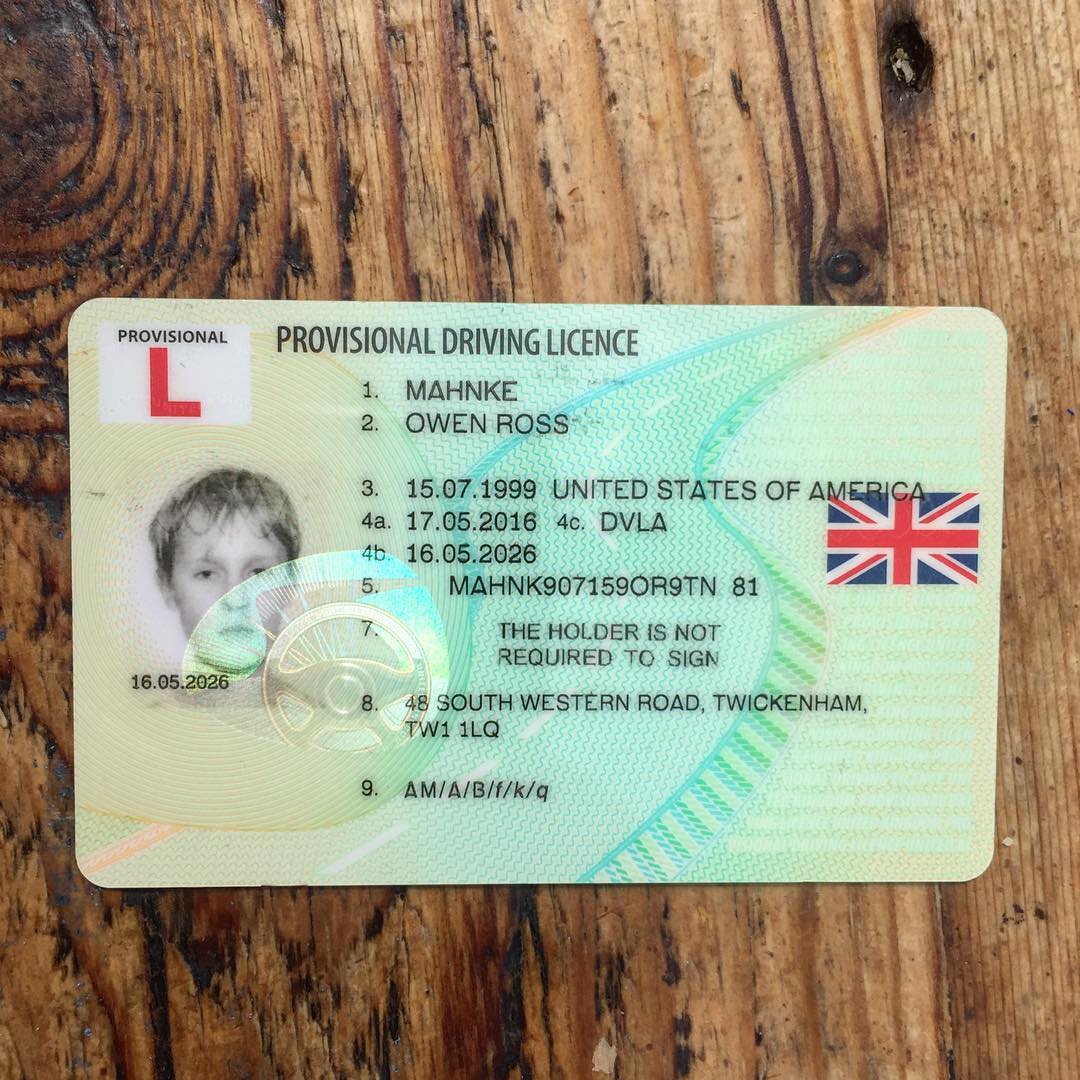 PROVISIONAL
L
PROVISIONAL DRIVING LICENCE
1. MAHNKE
2. OWEN ROSS
3. 15.07.1999 UNITED STATES OF AMERICA
4a. 17.05.2016 4c. DVLA
4b. 16.05.2026
5. MAHNK907159OR9TN 81
7. THE HOLDER IS NOT
REQUIRED TO SIGN
16.05.2026
8. 48 SOUTH WESTERN ROAD, TWICKENHAM,
TW1 1LQ
9. AM/A/B/f/k/q